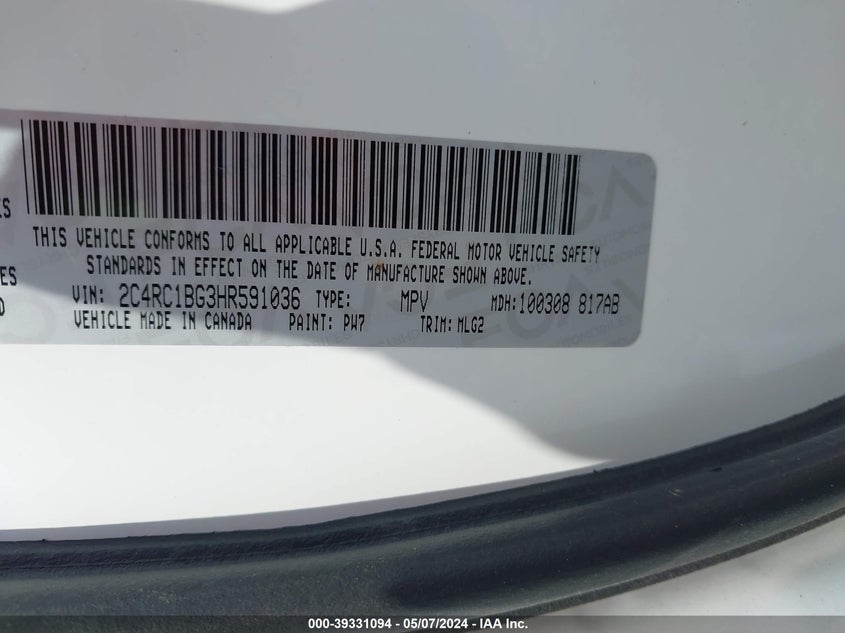 THIS VEHICLE CONFORMS TO ALL APPLICABLE U.S.A. FEDERAL MOTOR VEHICLE SAFETY
STANDARDS IN EFFECT ON THE DATE OF MANUFACTURE SHOWN ABOVE.
VIN: 2C4RC1BG3HR591036 TYPE: MPV MDH: 100308 817AB
VEHICLE MADE IN CANADA PAINT: PW7 TRIM: MLG2
000-39331094 - 05/07/2024 - IAA Inc.